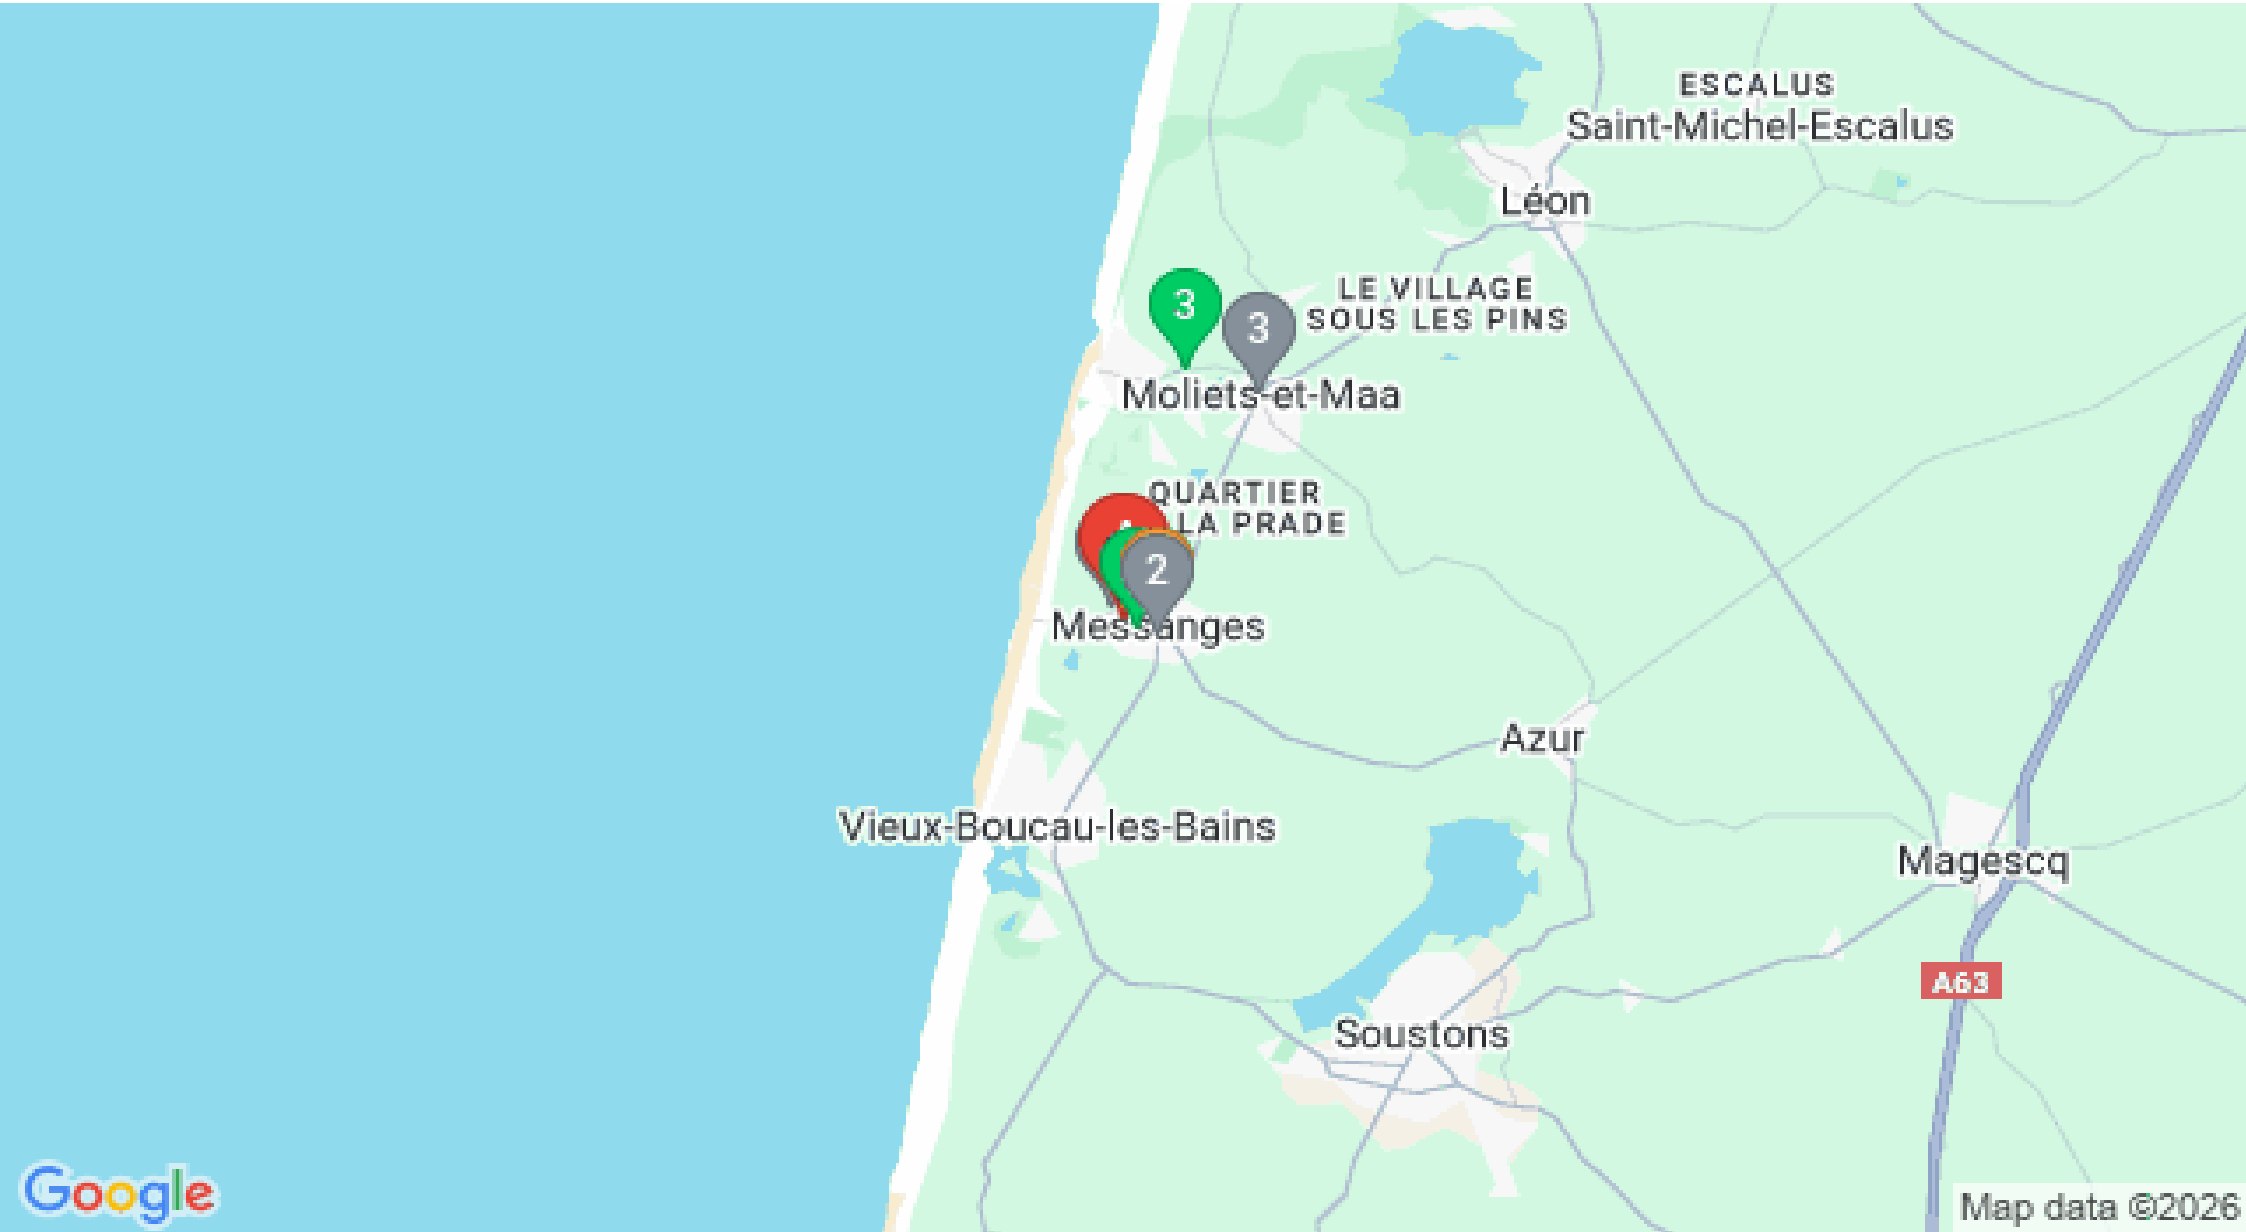 ESCALUS
Saint-Michel-Escalus
Léon
LE VILLAGE
SOUS LES PINS
3
3
Moliets-et-Maa
QUARTIER
LA PRADE
2
Messanges
Azur
Vieux-Boucau-les-Bains
Magescq
A63
Soustons
Google
Map data ©2026